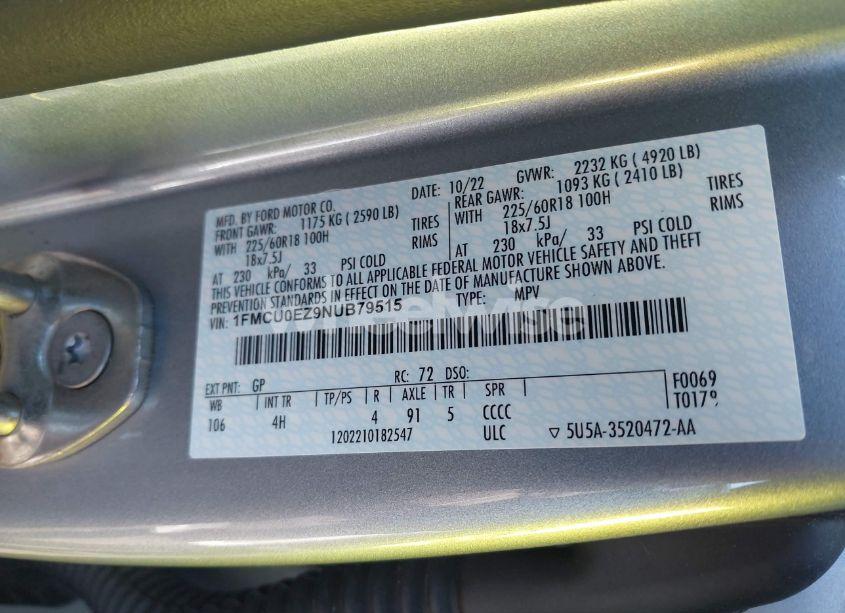 MFD. BY FORD MOTOR CO.
DATE: 10/22 GVWR: 2232 KG ( 4920 LB)
FRONT GAWR: 1175 KG ( 2590 LB)
WITH 225/60R18 100H TIRES
18x7.5J RIMS
AT 230 kPa/ 33 PSI COLD
REAR GAWR: 1093 KG ( 2410 LB)
WITH 225/60R18 100H TIRES
18x7.5J RIMS
AT 230 kPa/ 33 PSI COLD
THIS VEHICLE CONFORMS TO ALL APPLICABLE FEDERAL MOTOR VEHICLE SAFETY AND THEFT
PREVENTION STANDARDS IN EFFECT ON THE DATE OF MANUFACTURE SHOWN ABOVE.
VIN: 1FMCU0EZ9NUB79515 TYPE: MPV
wheelwise
EXT PNT: GP RC: 72 DSO:
WB INT TR TP/PS R AXLE TR SPR
106 4H 4 91 5 CCCC
F0069
1202210182547 ULC
5U5A-3520472-AA